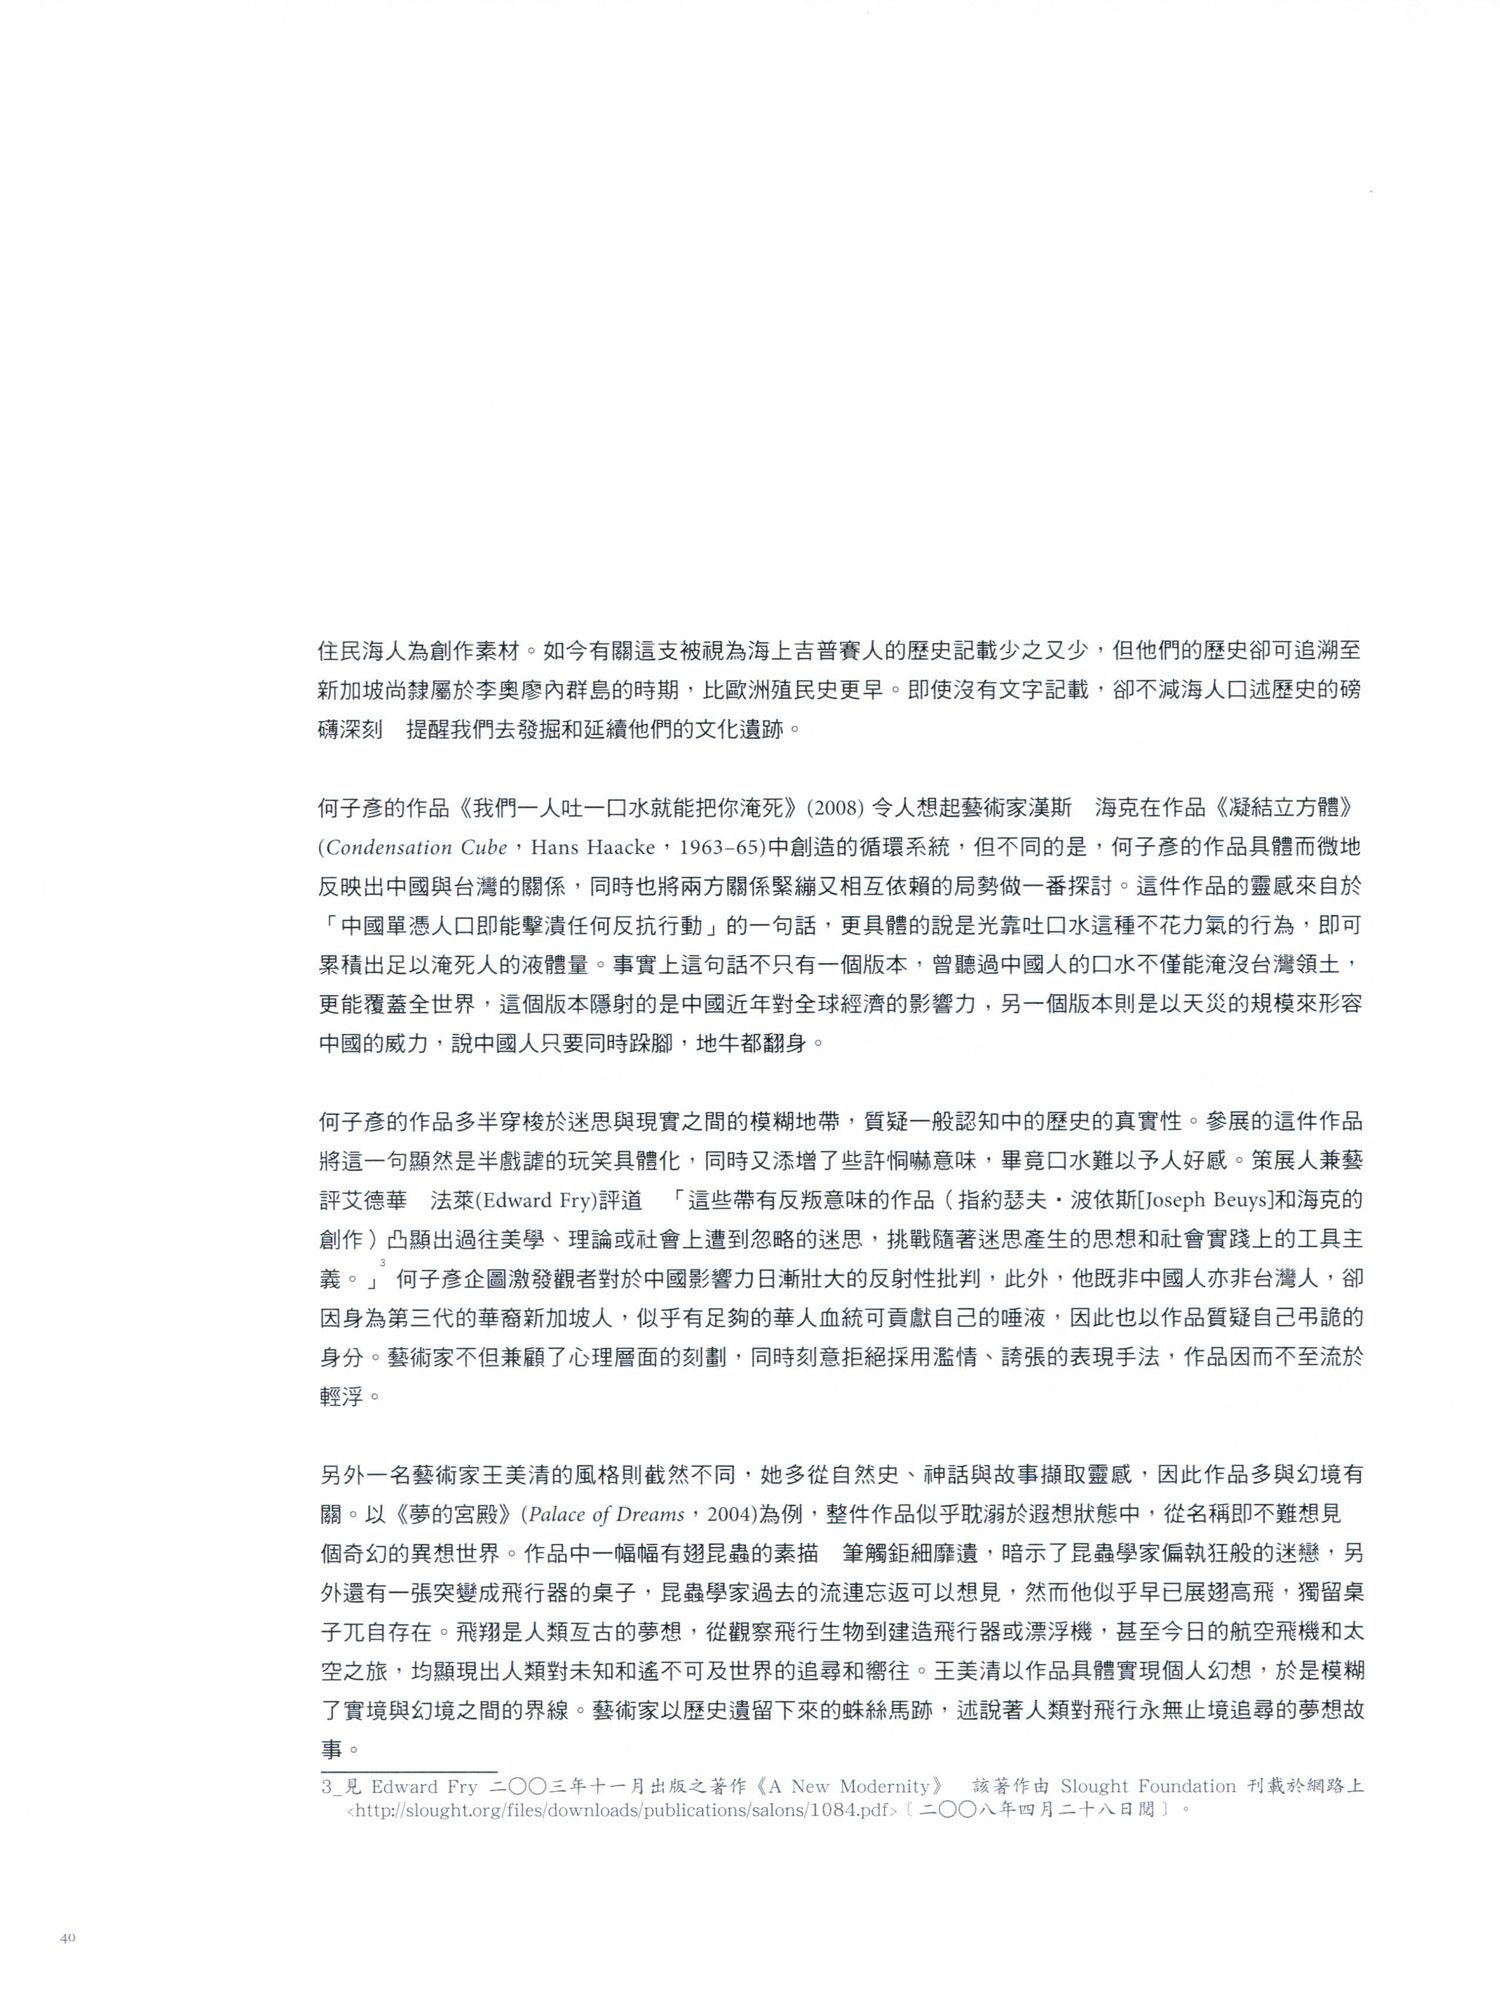 住民海人為創作素材。如今有關這支被視為海上吉普賽人的歷史記載少之又少，但他們的歷史卻可追溯至
新加坡尚隸屬於李奧廖內群島的時期，比歐洲殖民史更早。即使沒有文字記載，卻不減海人口述歷史的磅
礡深刻　提醒我們去發掘和延續他們的文化遺跡。
何子彥的作品《我們一人吐一口水就能把你淹死》(2008) 令人想起藝術家漢斯　海克在作品《凝結立方體》
(Condensation Cube，Hans Haacke，1963–65)中創造的循環系統，但不同的是，何子彥的作品具體而微地
反映出中國與台灣的關係，同時也將兩方關係緊繃又相互依賴的局勢做一番探討。這件作品的靈感來自於
「中國單憑人口即能擊潰任何反抗行動」的一句話，更具體的說是光靠吐口水這種不花力氣的行為，即可
累積出足以淹死人的液體量。事實上這句話不只有一個版本，曾聽過中國人的口水不僅能淹沒台灣領土，
更能覆蓋全世界，這個版本隱射的是中國近年對全球經濟的影響力，另一個版本則是以天災的規模來形容
中國的威力，說中國人只要同時跺腳，地牛都翻身。
何子彥的作品多半穿梭於迷思與現實之間的模糊地帶，質疑一般認知中的歷史的真實性。參展的這件作品
將這一句顯然是半戲謔的玩笑具體化，同時又添增了些許恫嚇意味，畢竟口水難以予人好感。策展人兼藝
評艾德華　法萊(Edward Fry)評道　「這些帶有反叛意味的作品（指約瑟夫・波依斯[Joseph Beuys]和海克的
創作）凸顯出過往美學、理論或社會上遭到忽略的迷思，挑戰隨著迷思產生的思想和社會實踐上的工具主
義。」3 何子彥企圖激發觀者對於中國影響力日漸壯大的反射性批判，此外，他既非中國人亦非台灣人，卻
因身為第三代的華裔新加坡人，似乎有足夠的華人血統可貢獻自己的唾液，因此也以作品質疑自己弔詭的
身分。藝術家不但兼顧了心理層面的刻劃，同時刻意拒絕採用濫情、誇張的表現手法，作品因而不至流於
輕浮。
另外一名藝術家王美清的風格則截然不同，她多從自然史、神話與故事擷取靈感，因此作品多與幻境有
關。以《夢的宮殿》(Palace of Dreams，2004)為例，整件作品似乎耽溺於遐想狀態中，從名稱即不難想見
個奇幻的異想世界。作品中一幅幅有翅昆蟲的素描　筆觸鉅細靡遺，暗示了昆蟲學家偏執狂般的迷戀，另
外還有一張突變成飛行器的桌子，昆蟲學家過去的流連忘返可以想見，然而他似乎早已展翅高飛，獨留桌
子兀自存在。飛翔是人類亙古的夢想，從觀察飛行生物到建造飛行器或漂浮機，甚至今日的航空飛機和太
空之旅，均顯現出人類對未知和遙不可及世界的追尋和嚮往。王美清以作品具體實現個人幻想，於是模糊
了實境與幻境之間的界線。藝術家以歷史遺留下來的蛛絲馬跡，述說著人類對飛行永無止境追尋的夢想故
事。
3_見 Edward Fry 二〇〇三年十一月出版之著作《A New Modernity》　該著作由 Slought Foundation 刊載於網路上
<http://slought.org/files/downloads/publications/salons/1084.pdf>〔二〇〇八年四月二十八日閱〕。
40